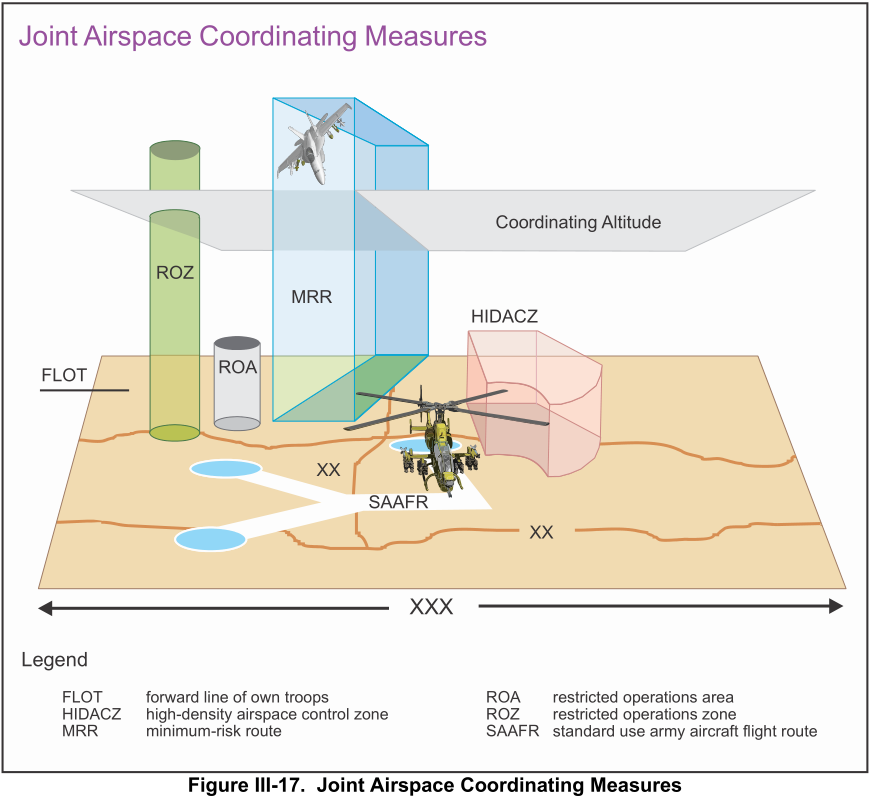 Joint Airspace Coordinating Measures
Coordinating Altitude
ROZ
MRR
HIDACZ
ROA
FLOT
XX
SAAFR
XX
XXX
Legend
FLOT forward line of own troops
HIDACZ high-density airspace control zone
MRR minimum-risk route
ROA restricted operations area
ROZ restricted operations zone
SAAFR standard use army aircraft flight route
Figure III-17. Joint Airspace Coordinating Measures